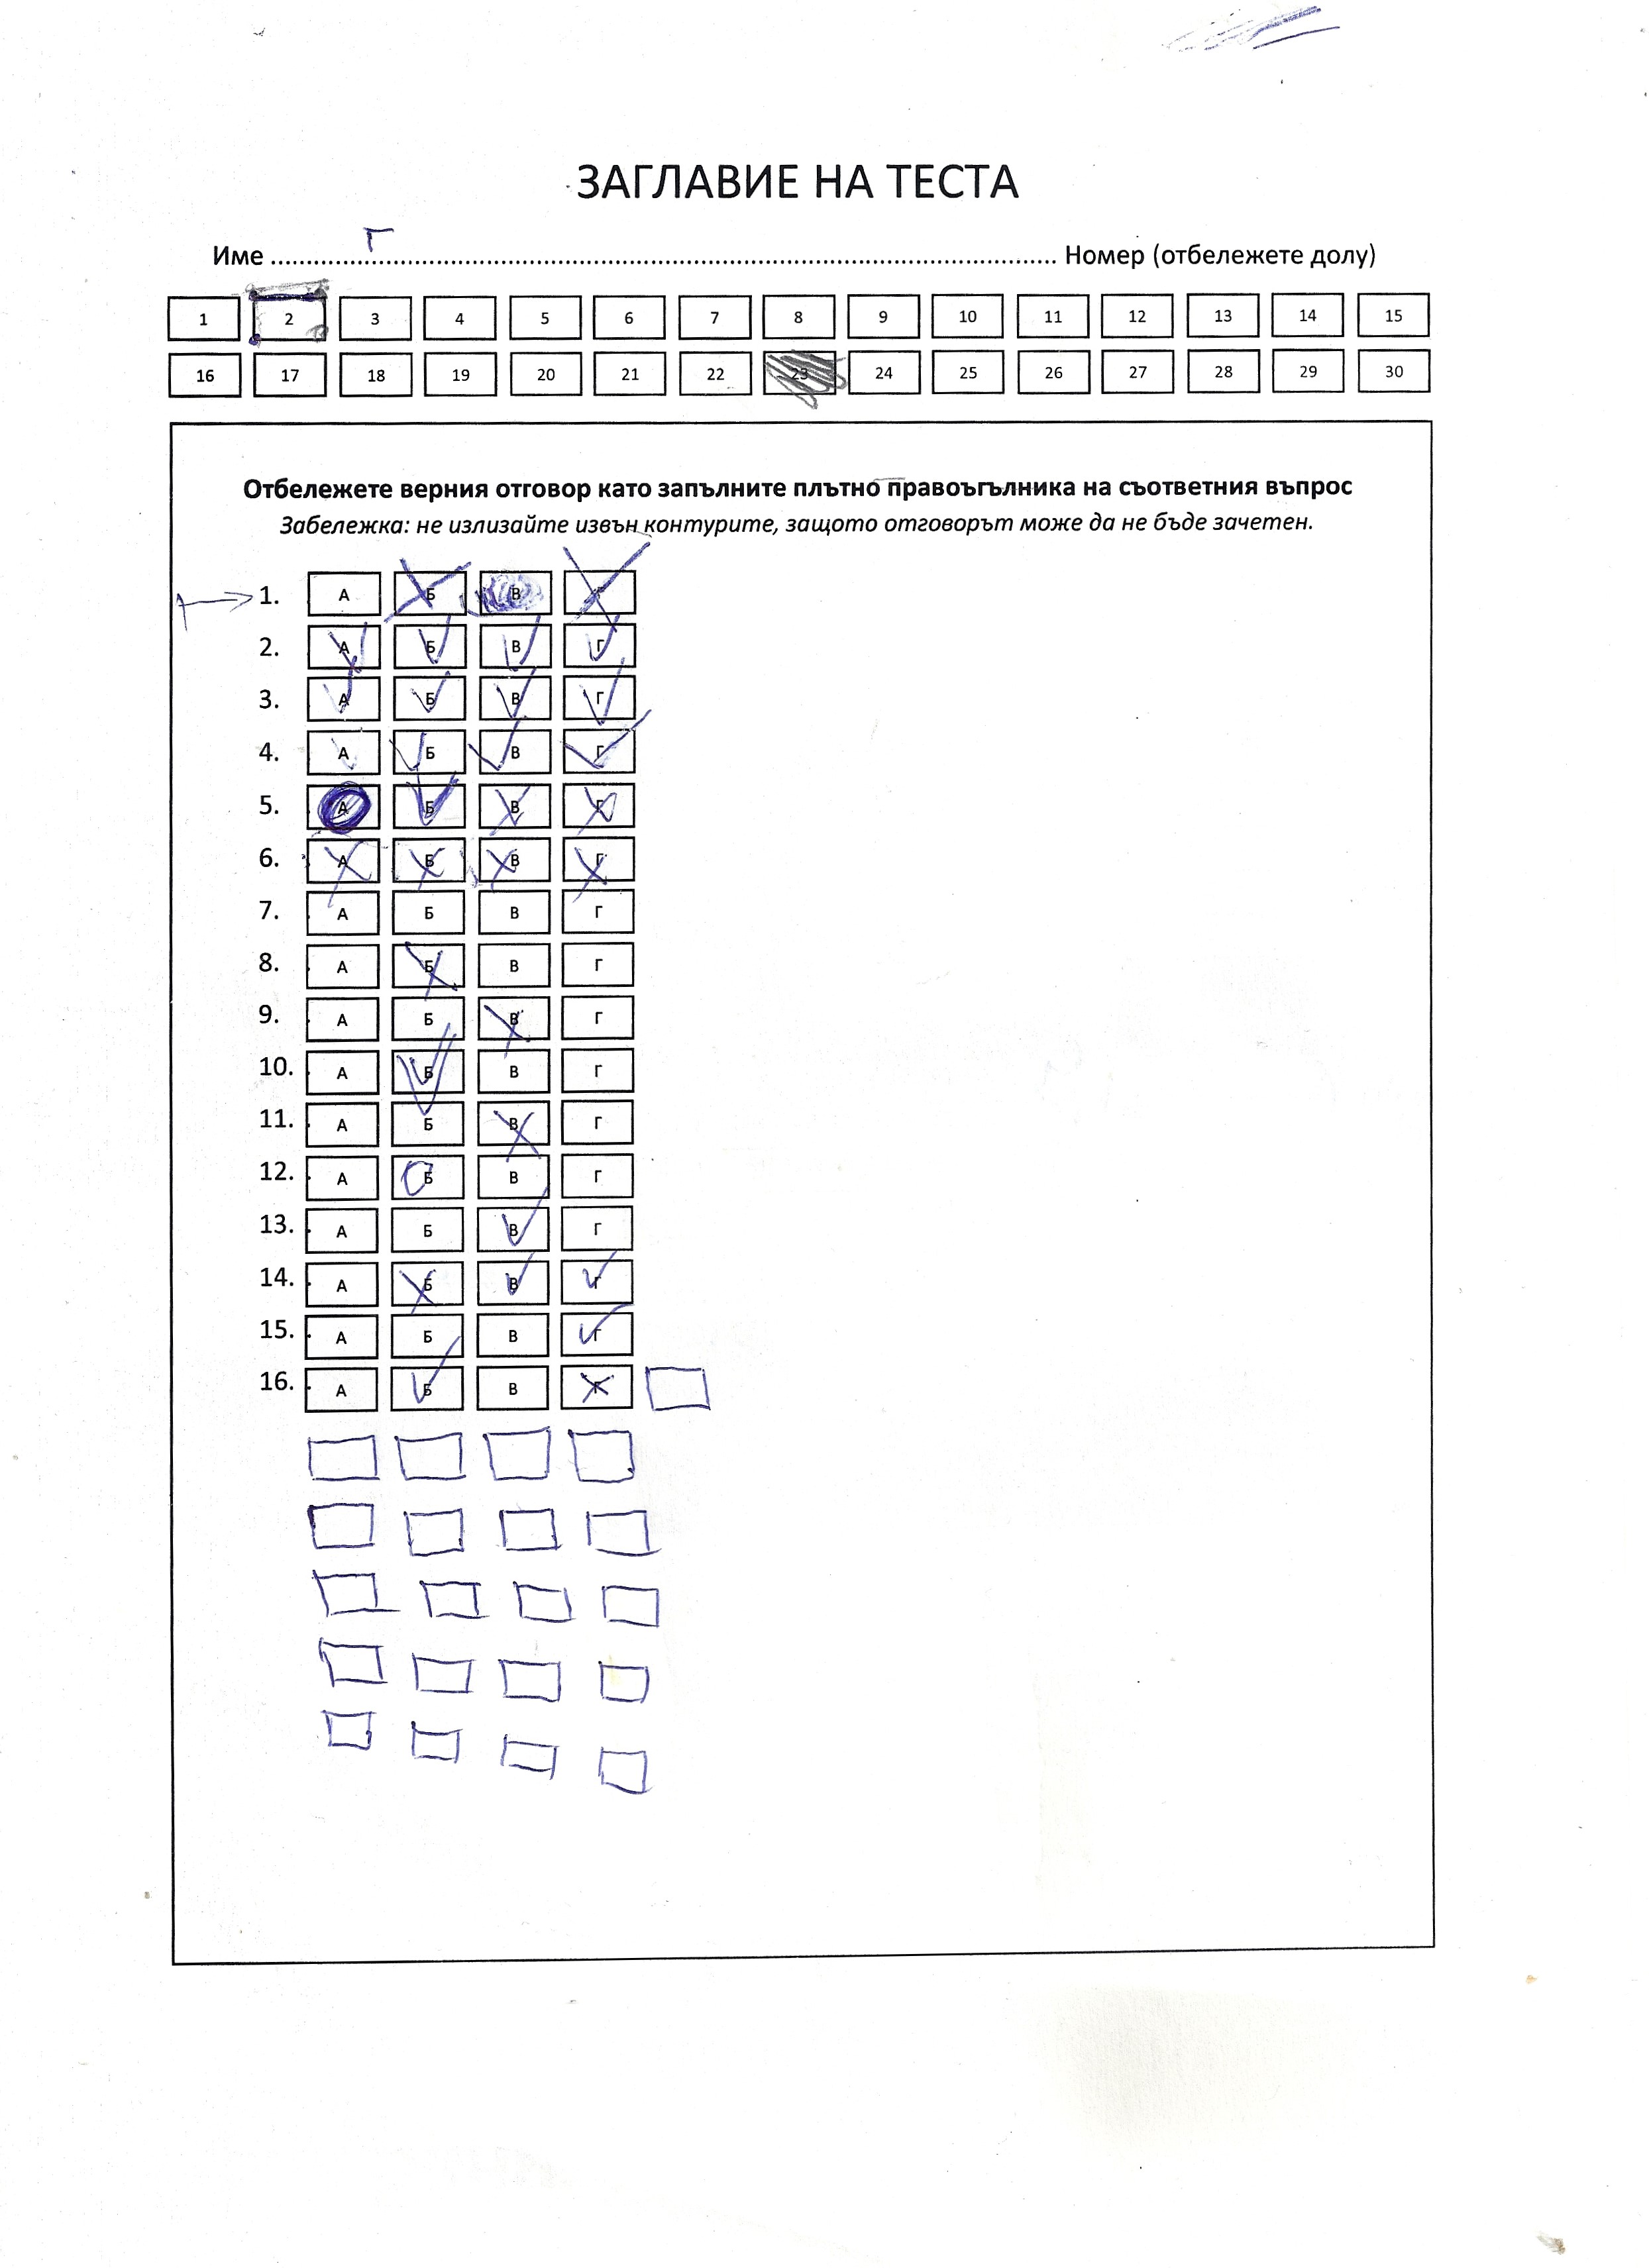 ЗАГЛАВИЕ НА ТЕСТА
Г
Име ........................................................................................................ Номер (отбележете долу)
1 2 3 4 5 6 7 8 9 10 11 12 13 14 15
16 17 18 19 20 21 22 23 24 25 26 27 28 29 30
Отбележете верния отговор като запълните плътно правоъгълника на съответния въпрос
Забележка: не излизайте извън контурите, защото отговорът може да не бъде зачетен.
1. А Б В
2. А Б В Г
3. А Б В Г
4. А Б В Г
5. А Б В Г
6. А Б В Г
7. А Б В Г
8. А Б В Г
9. А Б В Г
10. А Б В Г
11. А Б В Г
12. А Б В Г
13. А Б В Г
14. А Б В Г
15. А Б В Г
16. А Б В Г